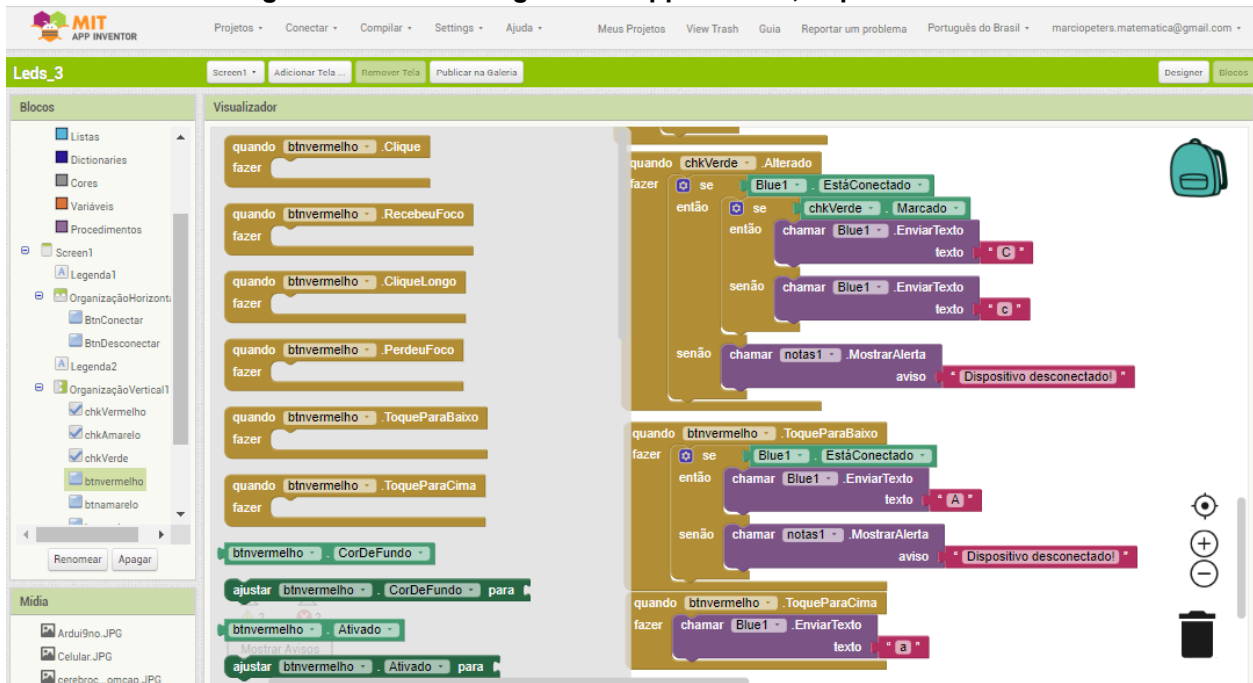 MIT
APP INVENTOR
Projetos
Conectar
Compilar
Settings
Ajuda
Meus Projetos
View Trash
Guia
Reportar um problema
Português do Brasil
marciopeters.matematica@gmail.com
Leds_3
Screen1
Adicionar Tela ...
Remover Tela
Publicar na Galeria
Designer
Blocos
Blocos
Listas
Dictionaries
Cores
Variáveis
Procedimentos
Screen1
Legenda1
OrganizaçãoHorizont
BtnConectar
BtnDesconectar
Legenda2
OrganizaçãoVertical1
chkVermelho
chkAmarelo
chkVerde
btnvermelho
btnamarelo
Renomear
Apagar
Mídia
Ardui9no.JPG
Celular.JPG
cerebroc...omcao.JPG
Visualizador
quando btnvermelho .Clique
fazer
quando btnvermelho .RecebeuFoco
fazer
quando btnvermelho .CliqueLongo
fazer
quando btnvermelho .PerdeuFoco
fazer
quando btnvermelho .ToqueParaBaixo
fazer
quando btnvermelho .ToqueParaCima
fazer
btnvermelho . CorDeFundo
ajustar btnvermelho . CorDeFundo para
btnvermelho . Ativado
Mostrar Avisos
ajustar btnvermelho . Ativado para
quando chkVerde .Alterado
fazer se Blue1 . EstáConectado
então se chkVerde . Marcado
então chamar Blue1 .EnviarTexto
texto " C "
senão chamar Blue1 .EnviarTexto
texto " c "
senão chamar notas1 .MostrarAlerta
aviso " Dispositivo desconectado! "
quando btnvermelho .ToqueParaBaixo
fazer se Blue1 . EstáConectado
então chamar Blue1 .EnviarTexto
texto " A "
senão chamar notas1 .MostrarAlerta
aviso " Dispositivo desconectado! "
quando btnvermelho .ToqueParaCima
fazer chamar Blue1 .EnviarTexto
texto " a "